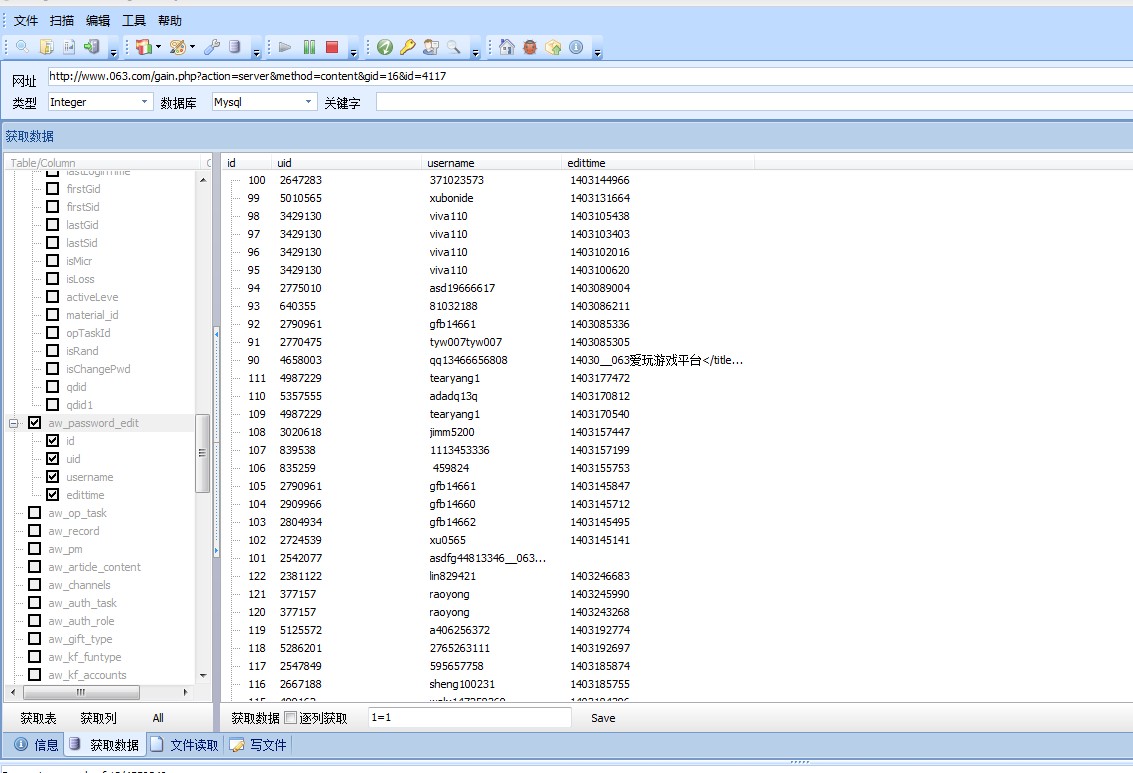 文件 扫描 编辑 工具 帮助
网址 http://www.063.com/gain.php?action=server&method=content&gid=16&id=4117
类型 Integer 数据库 Mysql 关键字
获取数据
Table/Column C
lastLoginTime
firstGid
firstSid
lastGid
lastSid
isMicr
isLoss
activeLeve
material_id
opTaskId
isRand
isChangePwd
qdid
qdid1
aw_password_edit
id
uid
username
edittime
aw_op_task
aw_record
aw_pm
aw_article_content
aw_channels
aw_auth_task
aw_auth_role
aw_gift_type
aw_kf_funtype
aw_kf_accounts
获取表 获取列 All
id uid username edittime
100 2647283 371023573 1403144966
99 5010565 xubonide 1403131664
98 3429130 viva110 1403105438
97 3429130 viva110 1403103403
96 3429130 viva110 1403102016
95 3429130 viva110 1403100620
94 2775010 asd19666617 1403089004
93 640355 81032188 1403086211
92 2790961 gfb14661 1403085336
91 2770475 tyw007tyw007 1403085305
90 4658003 qq13466656808 14030__063爱玩游戏平台</title...
111 4987229 tearyang1 1403177472
110 5357555 adadq13q 1403170812
109 4987229 tearyang1 1403170540
108 3020618 jimm5200 1403157447
107 839538 1113453336 1403157199
106 835259 459824 1403155753
105 2790961 gfb14661 1403145847
104 2909966 gfb14660 1403145712
103 2804934 gfb14662 1403145495
102 2724539 xu0565 1403145141
101 2542077 asdfg44813346__063...
122 2381122 lin829421 1403246683
121 377157 raoyong 1403245990
120 377157 raoyong 1403243268
119 5125572 a406256372 1403192774
118 5286201 2765263111 1403192697
117 2547849 595657758 1403185874
116 2667188 sheng100231 1403185755
获取数据 逐列获取 1=1 Save
信息 获取数据 文件读取 写文件